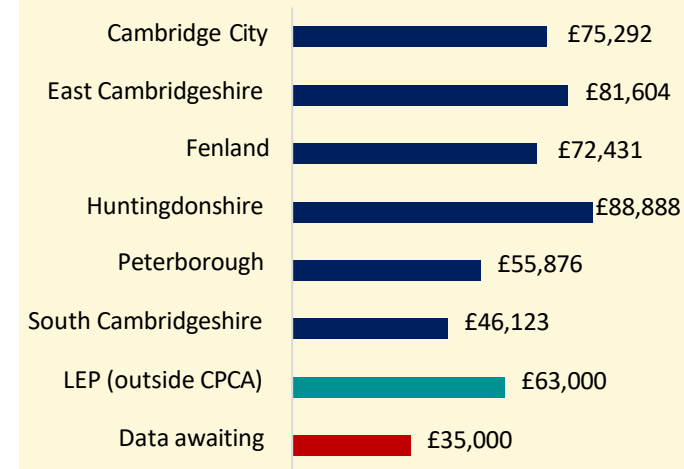 Cambridge City £75,292
East Cambridgeshire £81,604
Fenland £72,431
Huntingdonshire £88,888
Peterborough £55,876
South Cambridgeshire £46,123
LEP (outside CPCA) £63,000
Data awaiting £35,000